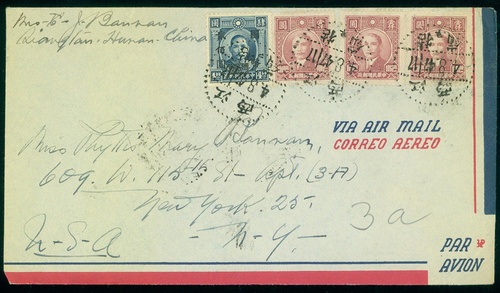 Mrs. E. J. Bannan
Siangtan, Hunan, China
VIA AIR MAIL
CORREO AEREO
Miss Phyllis Mary Bannan,
609 W. 115th St - Apt. (3-A)
New York 25.
- N.Y.
3a
U-S-A
PAR
AVION